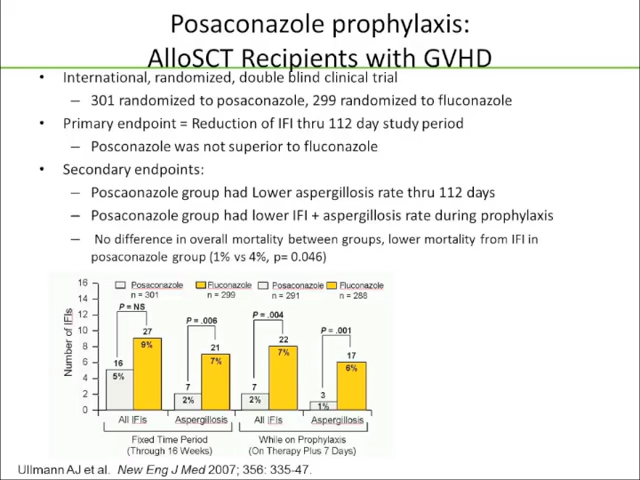 Posaconazole prophylaxis:
AlloSCT Recipients with GVHD
• International, randomized, double blind clinical trial
– 301 randomized to posaconazole, 299 randomized to fluconazole
• Primary endpoint = Reduction of IFI thru 112 day study period
– Posconazole was not superior to fluconazole
• Secondary endpoints:
– Poscaonazole group had Lower aspergillosis rate thru 112 days
– Posaconazole group had lower IFI + aspergillosis rate during prophylaxis
– No difference in overall mortality between groups, lower mortality from IFI in
posaconazole group (1% vs 4%, p= 0.046)
Number of IFIs
16
14
12
10
8
6
4
2
0
Posaconazole
n = 301
Fluconazole
n = 299
Posaconazole
n = 291
Fluconazole
n = 288
P = NS
P = .006
P = .004
P = .001
16
5%
27
9%
7
2%
21
7%
7
2%
22
7%
3
1%
17
6%
All IFIs
Aspergillosis
All IFIs
Aspergillosis
Fixed Time Period
(Through 16 Weeks)
While on Prophylaxis
(On Therapy Plus 7 Days)
Ullmann AJ et al. New Eng J Med 2007; 356: 335-47.